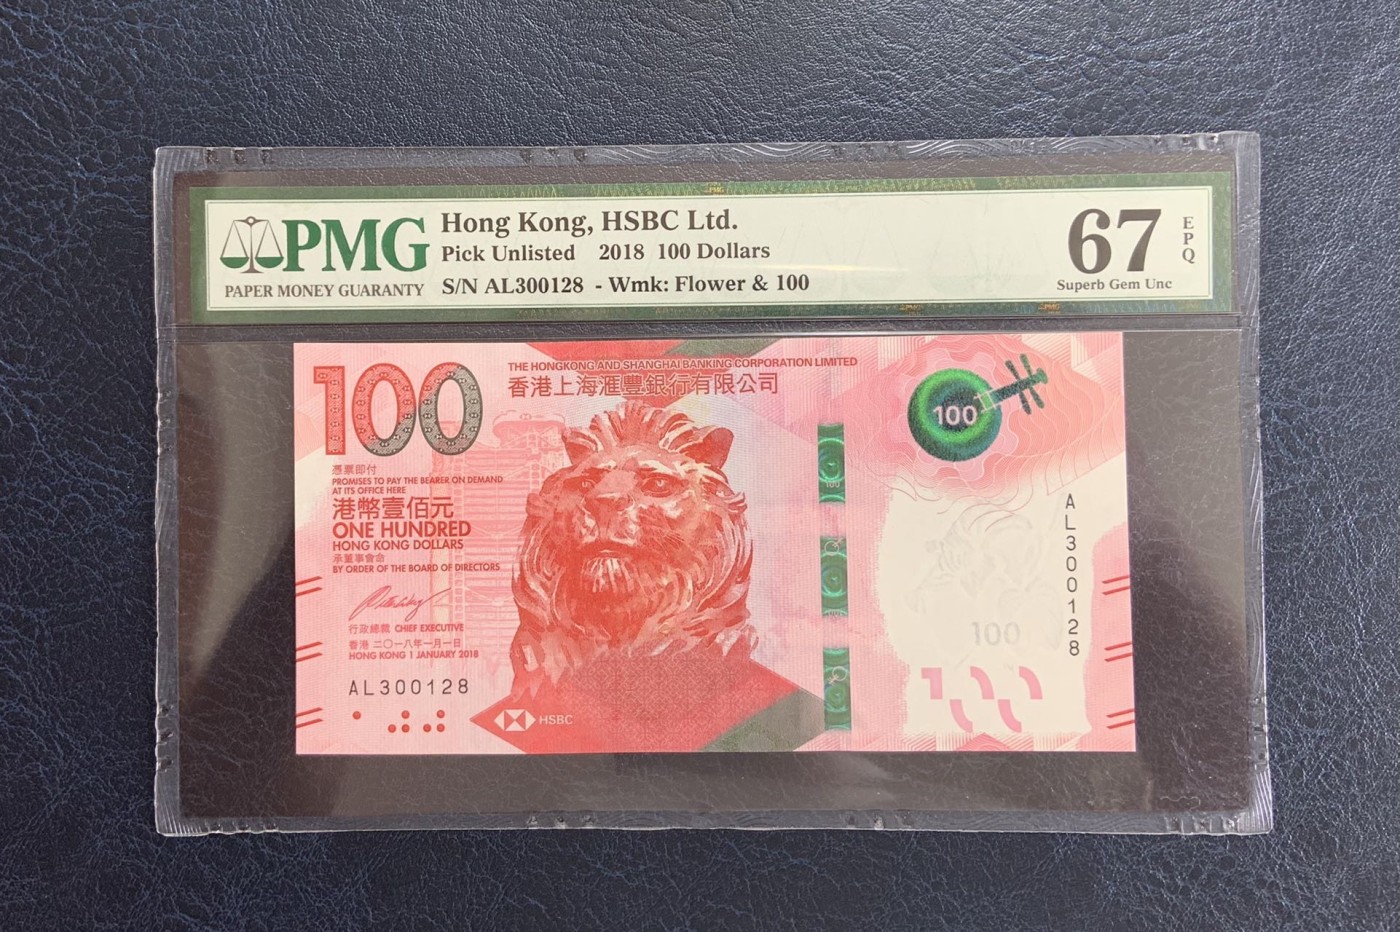 PMG
PAPER MONEY GUARANTY
Hong Kong, HSBC Ltd.
Pick Unlisted 2018 100 Dollars
S/N AL300128 - Wmk: Flower & 100
67
EPQ
Superb Gem Unc
100
THE HONGKONG AND SHANGHAI BANKING CORPORATION LIMITED
香港上海滙豐銀行有限公司
憑票即付
PROMISES TO PAY THE BEARER ON DEMAND
AT ITS OFFICE HERE
港幣壹佰元
ONE HUNDRED
HONG KONG DOLLARS
承董事會命
BY ORDER OF THE BOARD OF DIRECTORS
行政總裁 CHIEF EXECUTIVE
香港 二〇一八年一月一日
HONG KONG 1 JANUARY 2018
AL300128
HSBC
100
100
AL300128
100
100